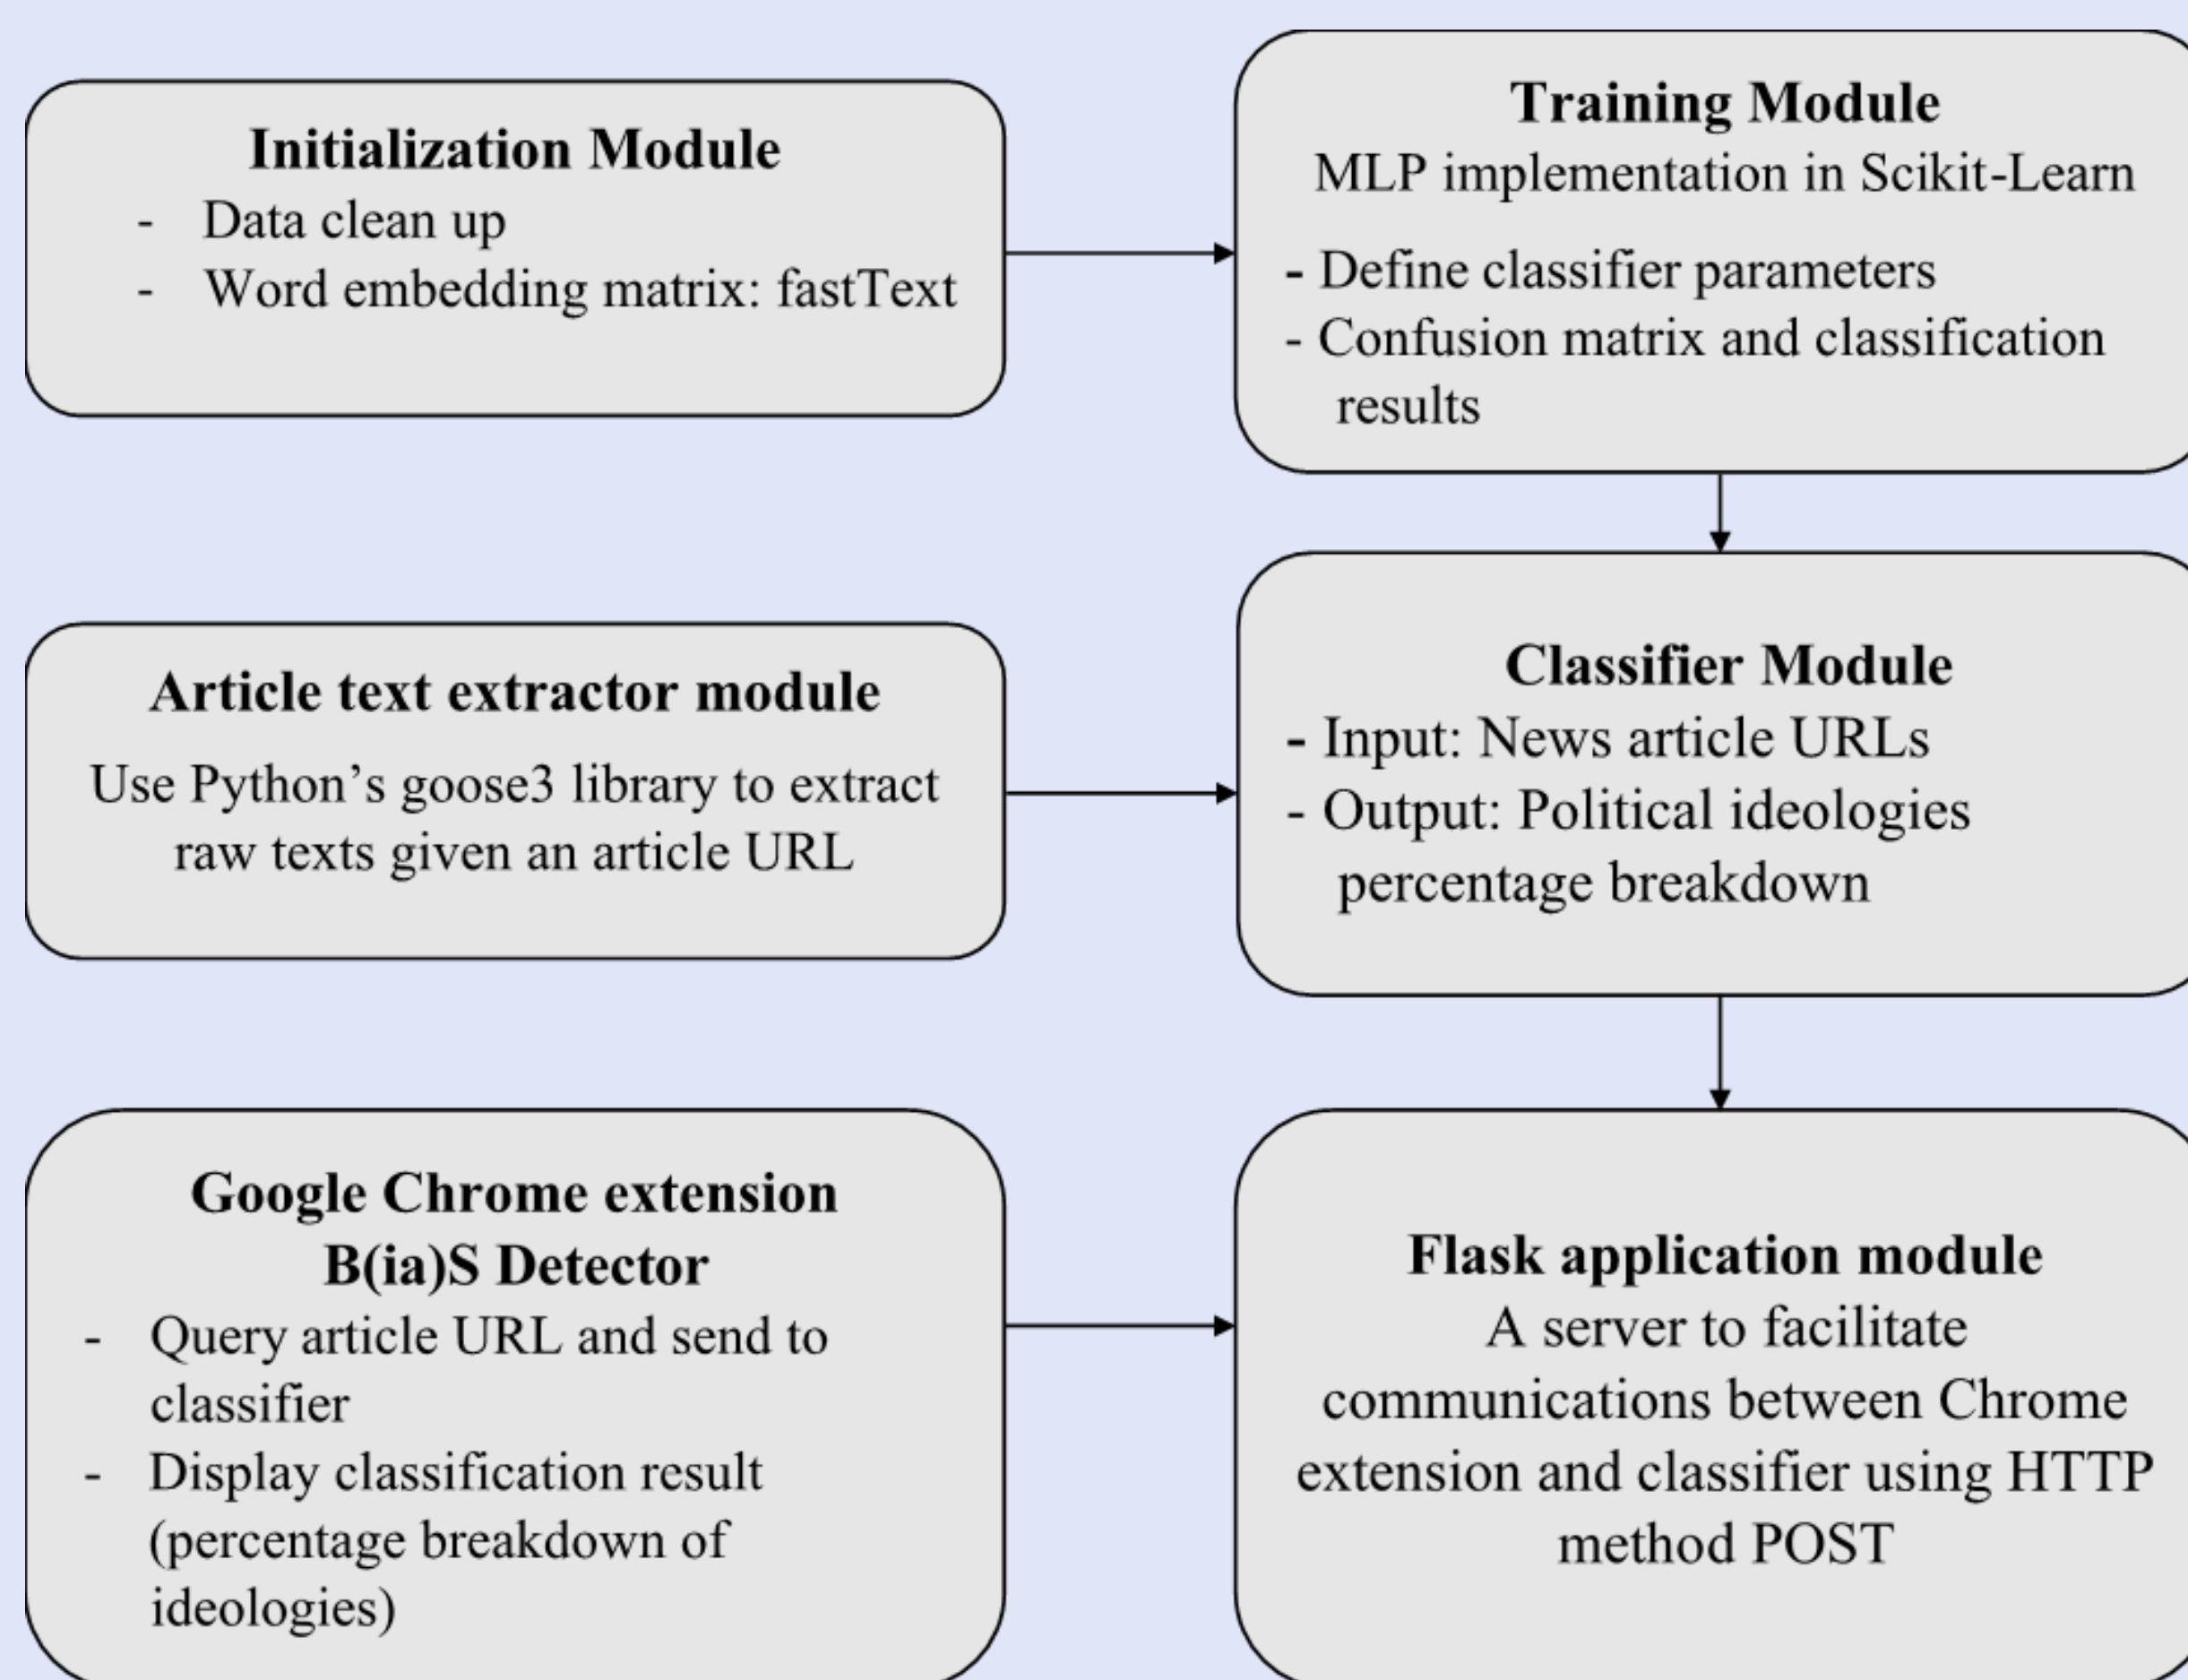 Initialization Module
- Data clean up
- Word embedding matrix: fastText
Training Module
MLP implementation in Scikit-Learn
- Define classifier parameters
- Confusion matrix and classification
results
Article text extractor module
Use Python’s goose3 library to extract
raw texts given an article URL
Classifier Module
- Input: News article URLs
- Output: Political ideologies
percentage breakdown
Google Chrome extension
B(ia)S Detector
- Query article URL and send to
classifier
- Display classification result
(percentage breakdown of
ideologies)
Flask application module
A server to facilitate
communications between Chrome
extension and classifier using HTTP
method POST